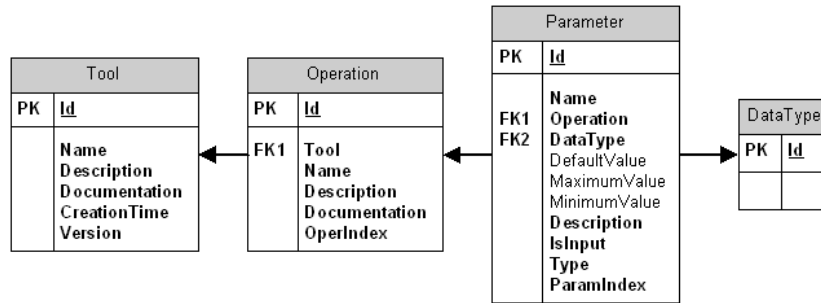 Tool
PK Id
Name
Description
Documentation
CreationTime
Version
Operation
PK Id
FK1 Tool
Name
Description
Documentation
OperIndex
Parameter
PK Id
Name
FK1 Operation
FK2 DataType
DefaultValue
MaximumValue
MinimumValue
Description
IsInput
Type
ParamIndex
DataType
PK Id